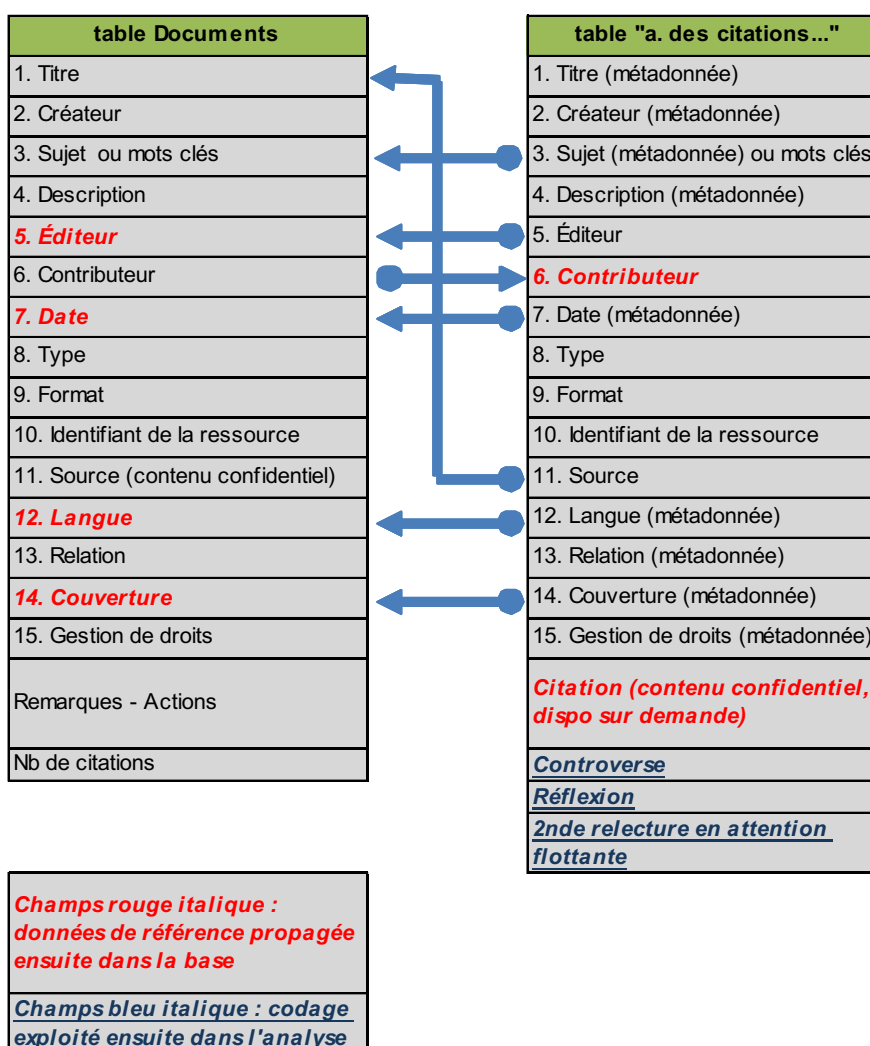 table Documents
1. Titre
2. Créateur
3. Sujet ou mots clés
4. Description
5. Éditeur
6. Contributeur
7. Date
8. Type
9. Format
10. Identifiant de la ressource
11. Source (contenu confidentiel)
12. Langue
13. Relation
14. Couverture
15. Gestion de droits
Remarques - Actions
Nb de citations
table "a. des citations..."
1. Titre (métadonnée)
2. Créateur (métadonnée)
3. Sujet (métadonnée) ou mots clés
4. Description (métadonnée)
5. Éditeur
6. Contributeur
7. Date (métadonnée)
8. Type
9. Format
10. Identifiant de la ressource
11. Source
12. Langue (métadonnée)
13. Relation (métadonnée)
14. Couverture (métadonnée)
15. Gestion de droits (métadonnée)
Citation (contenu confidentiel,
dispo sur demande)
Controverse
Réflexion
2nde relecture en attention
flottante
Champs rouge italique :
données de référence propagée
ensuite dans la base
Champs bleu italique : codage
exploité ensuite dans l'analyse